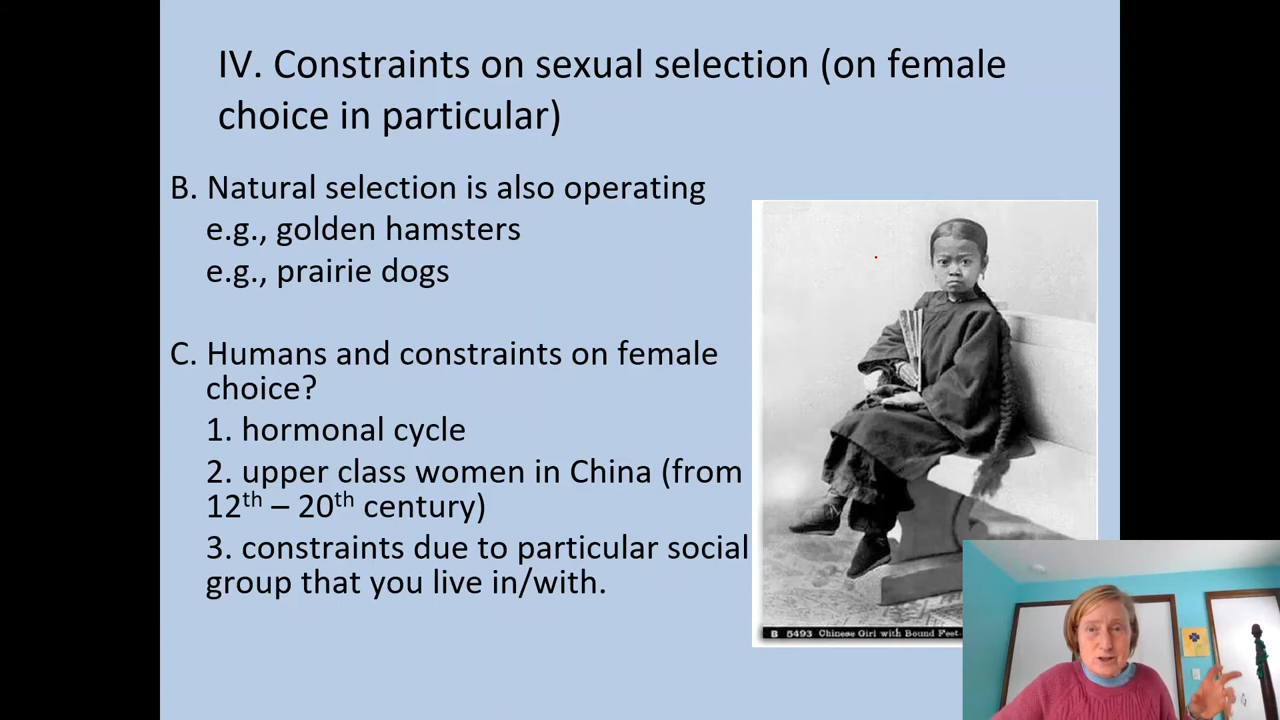 IV. Constraints on sexual selection (on female
choice in particular)
B. Natural selection is also operating
e.g., golden hamsters
e.g., prairie dogs
C. Humans and constraints on female
choice?
1. hormonal cycle
2. upper class women in China (from
12th – 20th century)
3. constraints due to particular social
group that you live in/with.
B 5493 Chinese Girl with Bound Feet.